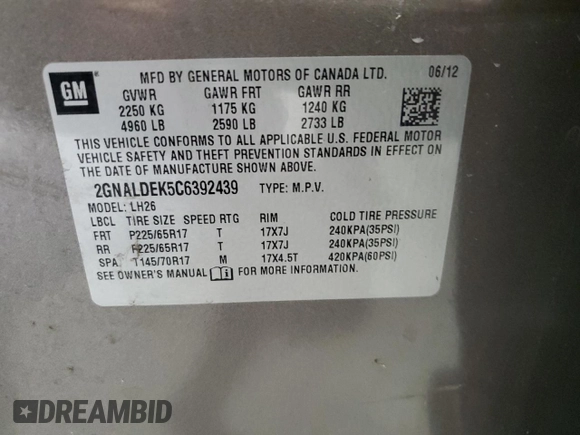 GM
MFD BY GENERAL MOTORS OF CANADA LTD. 06/12
GVWR GAWR FRT GAWR RR
2250 KG 1175 KG 1240 KG
4960 LB 2590 LB 2733 LB
THIS VEHICLE CONFORMS TO ALL APPLICABLE U.S. FEDERAL MOTOR
VEHICLE SAFETY AND THEFT PREVENTION STANDARDS IN EFFECT ON
THE DATE OF MANUFACTURE SHOWN ABOVE.
2GNALDEK5C6392439 TYPE: M.P.V.
MODEL: LH26
LBCL TIRE SIZE SPEED RTG RIM COLD TIRE PRESSURE
FRT P225/65R17 T 17X7J 240KPA(35PSI)
RR P225/65R17 T 17X7J 240KPA(35PSI)
SPA T145/70R17 M 17X4.5T 420KPA(60PSI)
SEE OWNER'S MANUAL FOR MORE INFORMATION.
DREAMBID